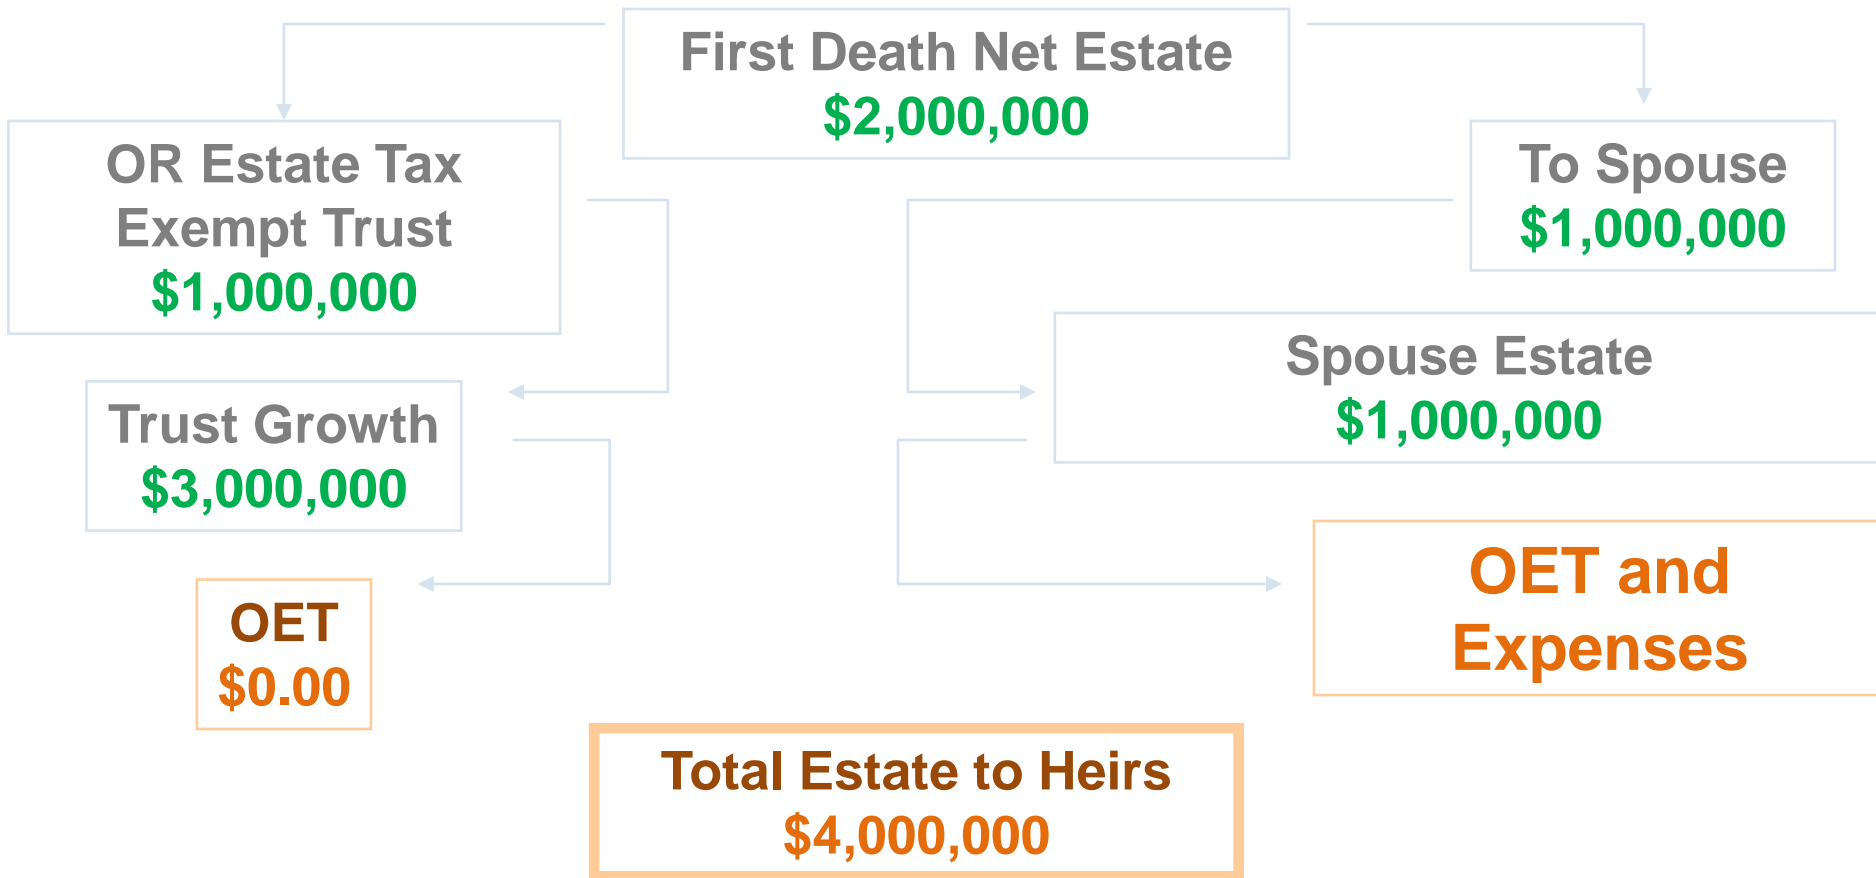 First Death Net Estate
$2,000,000
OR Estate Tax
Exempt Trust
$1,000,000
To Spouse
$1,000,000
Trust Growth
$3,000,000
Spouse Estate
$1,000,000
OET
$0.00
OET and
Expenses
Total Estate to Heirs
$4,000,000